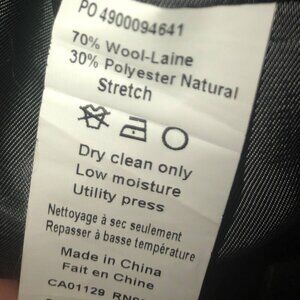 PO 4900094641
70% Wool-Laine
30% Polyester Natural
Stretch
Dry clean only
Low moisture
Utility press
Nettoyage à sec seulement
Repasser à basse température
Made in China
Fait en Chine
CA01129